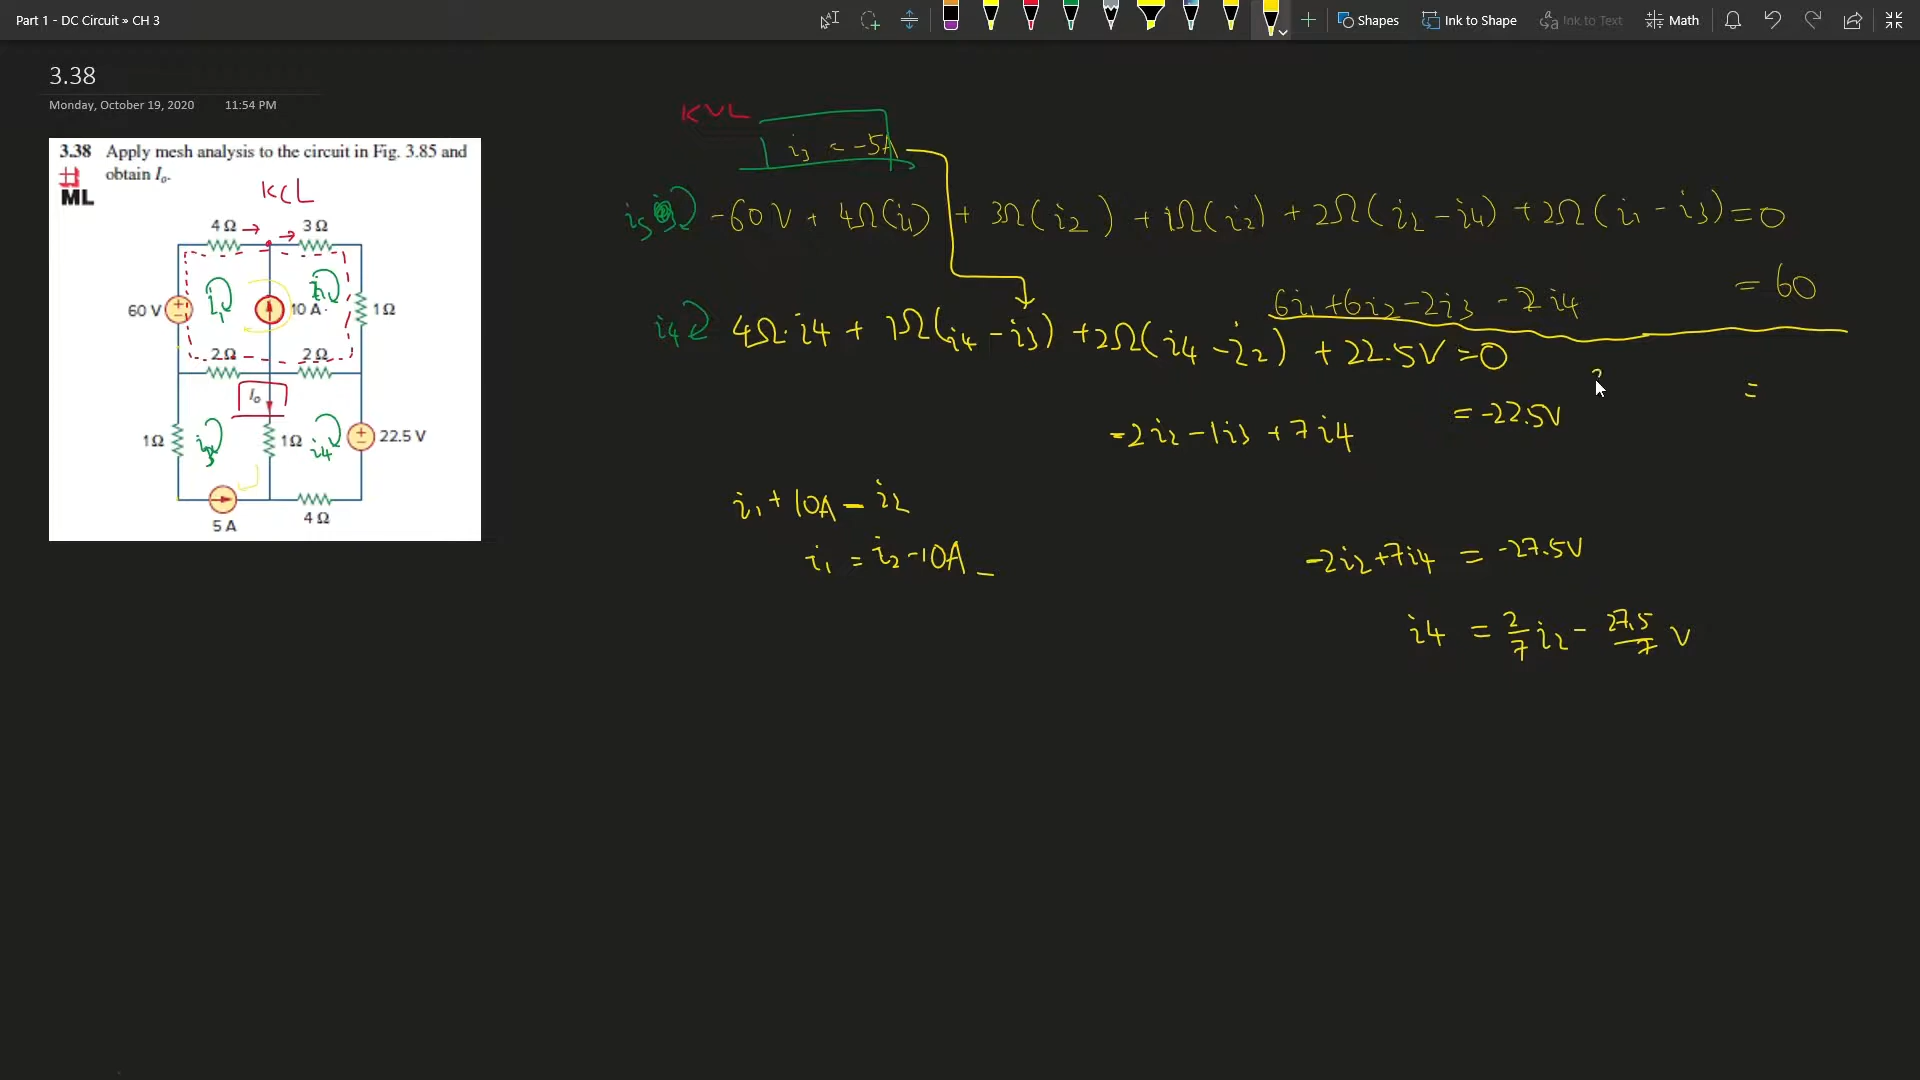 Part 1 - DC Circuit » CH 3
Shapes
Ink to Shape
Ink to Text
Math
3.38
Monday, October 19, 2020 11:54 PM
3.38 Apply mesh analysis to the circuit in Fig. 3.85 and
obtain Io.
ML
KCL
4 Ω → → 3 Ω
60 V
i1
10 A
1 Ω
2 Ω 2 Ω
Io
1 Ω
i3
1 Ω
i4
22.5 V
5 A
4 Ω
KVL
i3 = -5A
-60V + 4Ω(i1) + 3Ω(i2) + 1Ω(i2) + 2Ω(i2 - i4) + 2Ω(i1 - i3) = 0
6i1 + 6i2 - 2i3 - 2i4 = 60
i4 4Ω·i4 + 1Ω(i4 - i3) + 2Ω(i4 - i2) + 22.5V = 0
=
-2i2 - 1i3 + 7i4 = -22.5V
i1 + 10A = i2
i1 = i2 - 10A
-2i2 + 7i4 = -27.5V
i4 = 2/7 i2 - 27.5/7 V